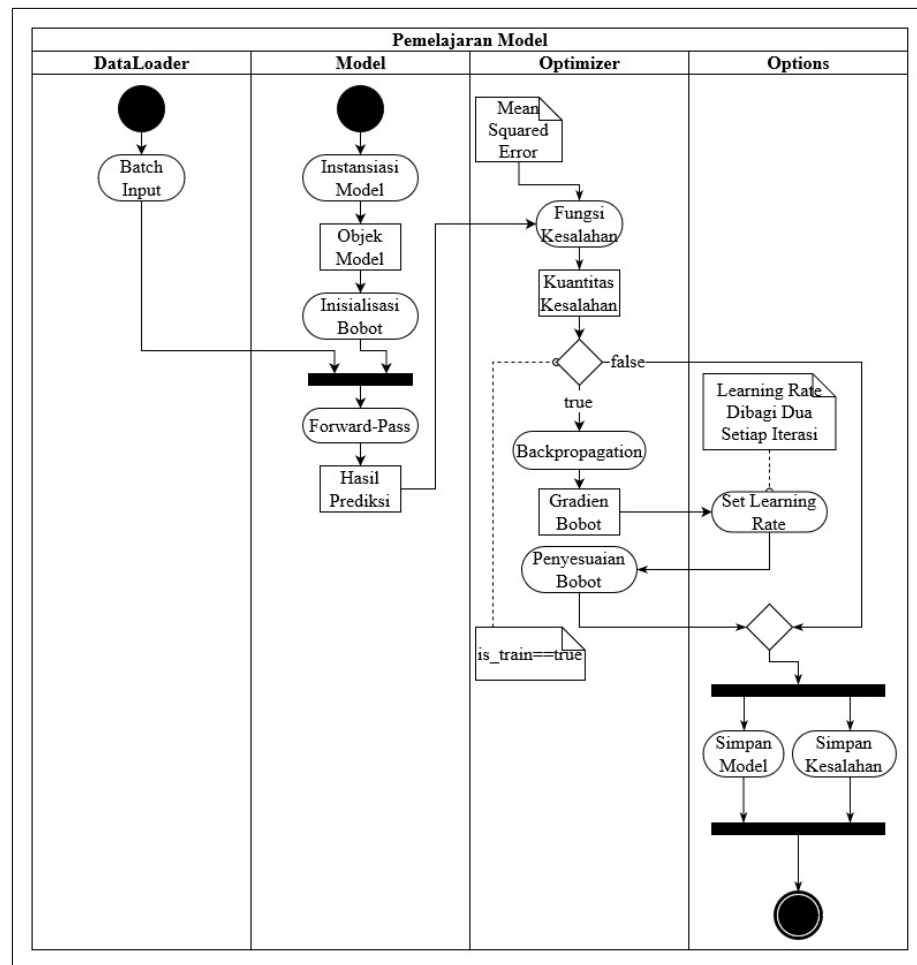 Pemelajaran Model
DataLoader
Model
Optimizer
Options
Batch
Input
Instansiasi
Model
Objek
Model
Inisialisasi
Bobot
Forward-Pass
Hasil
Prediksi
Mean
Squared
Error
Fungsi
Kesalahan
Kuantitas
Kesalahan
false
true
Backpropagation
Gradien
Bobot
Penyesuaian
Bobot
is_train==true
Learning Rate
Dibagi Dua
Setiap Iterasi
Set Learning
Rate
Simpan
Model
Simpan
Kesalahan